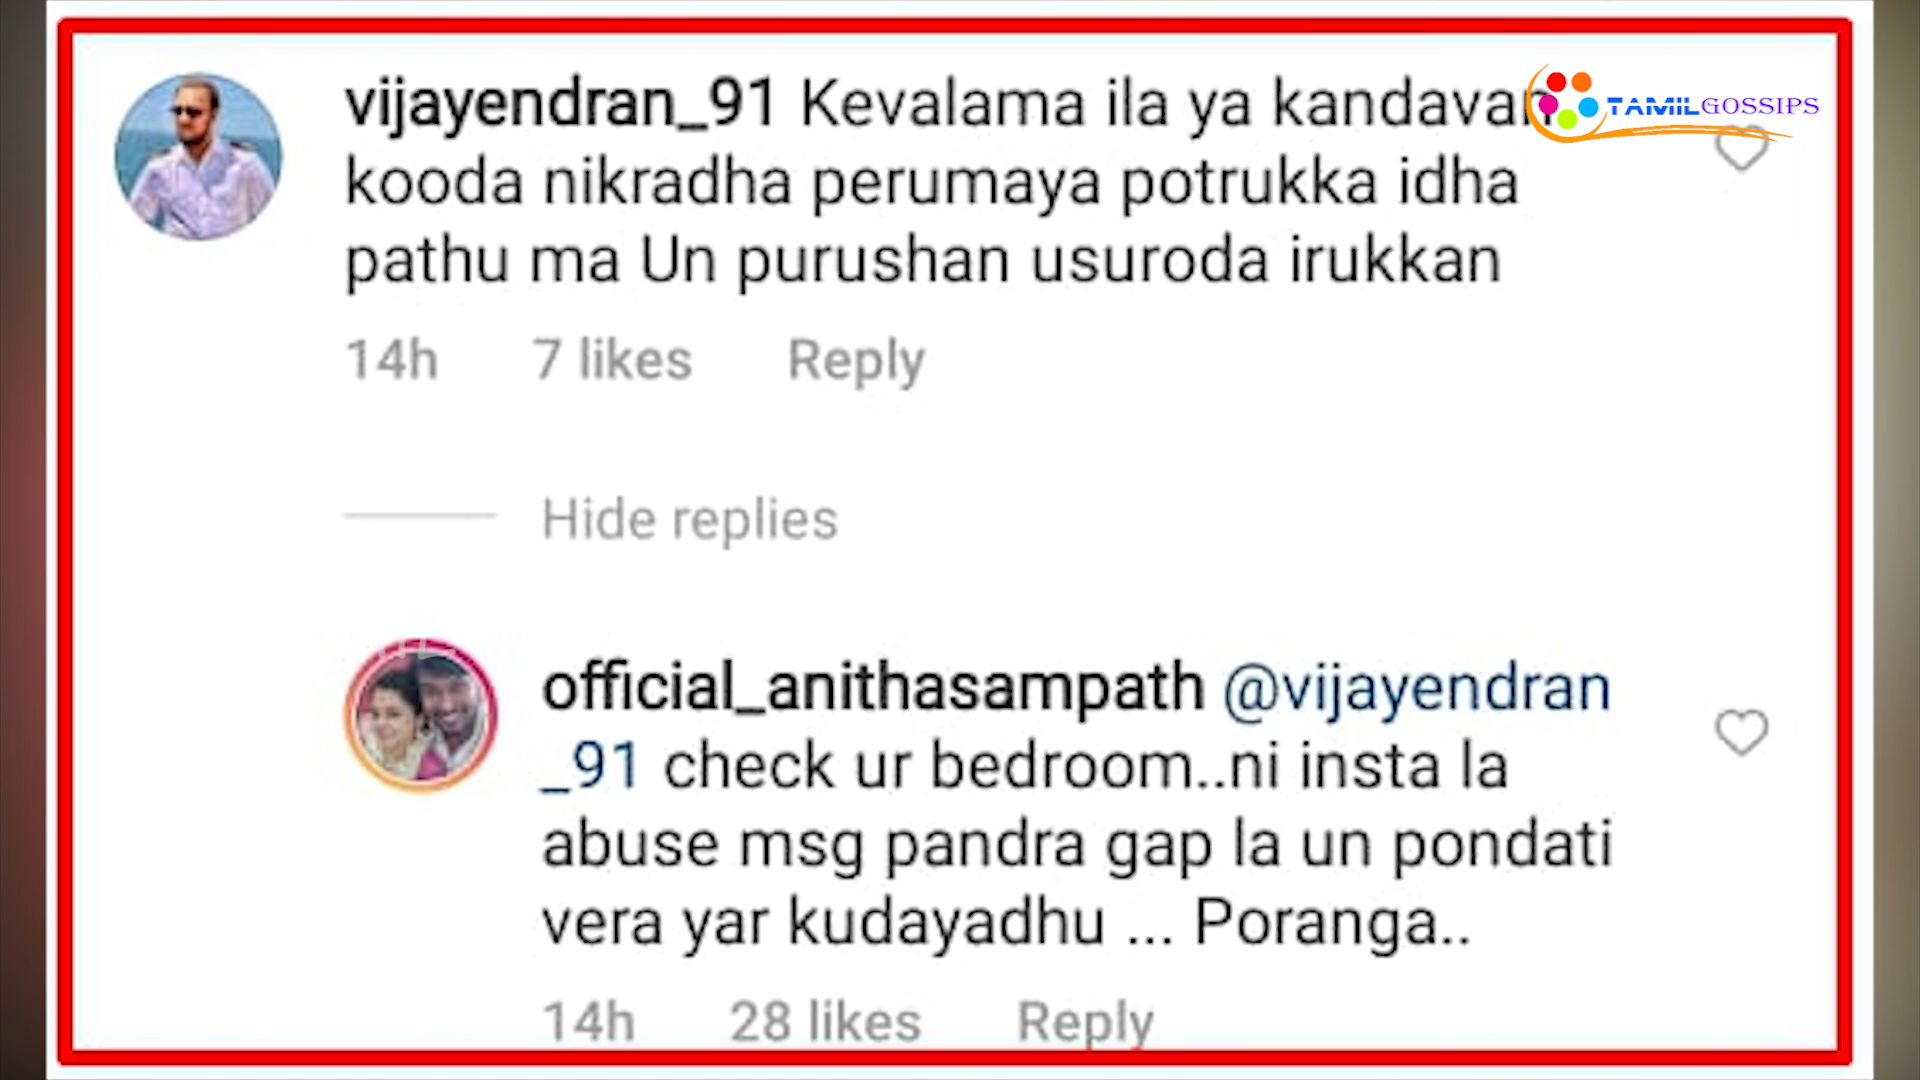 vijayendran_91 Kevalama ila ya kandavan
kooda nikradha perumaya potrukka idha
pathu ma Un purushan usuroda irukkan
14h 7 likes Reply
Hide replies
official_anithasampath @vijayendran
_91 check ur bedroom..ni insta la
abuse msg pandra gap la un pondati
vera yar kudayadhu ... Poranga..
14h 28 likes Reply
TAMILGOSSIPS